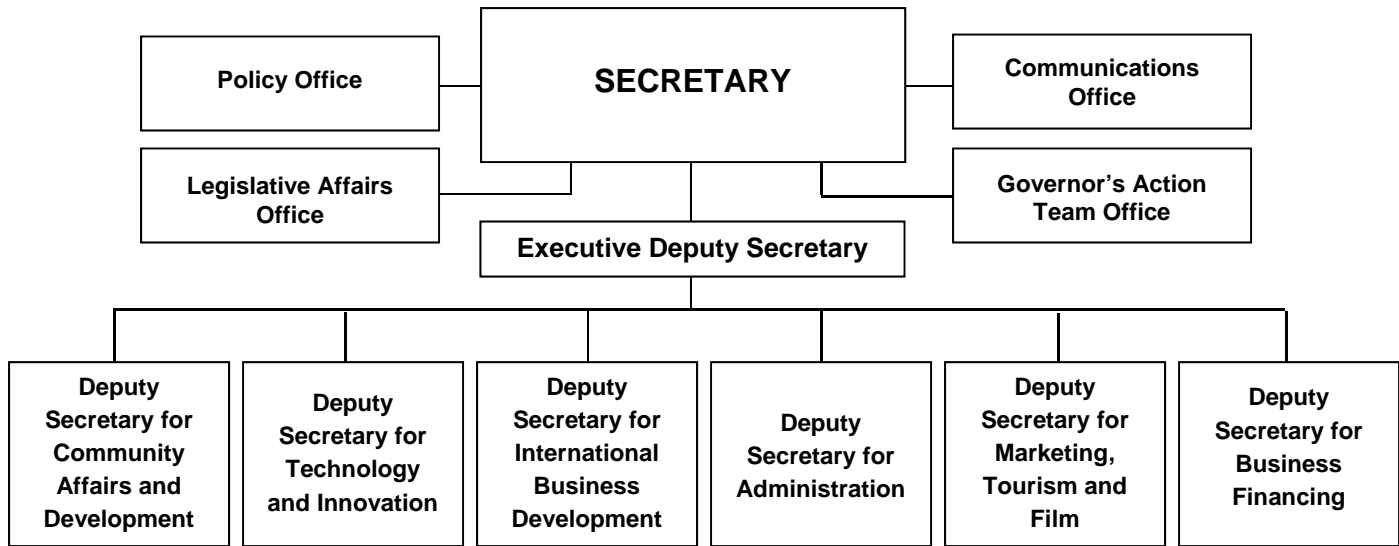 Policy Office
SECRETARY
Communications
Office
Legislative Affairs
Office
Governor’s Action
Team Office
Executive Deputy Secretary
Deputy
Secretary for
Community
Affairs and
Development
Deputy
Secretary for
Technology
and Innovation
Deputy
Secretary for
International
Business
Development
Deputy
Secretary for
Administration
Deputy
Secretary for
Marketing,
Tourism and
Film
Deputy
Secretary for
Business
Financing